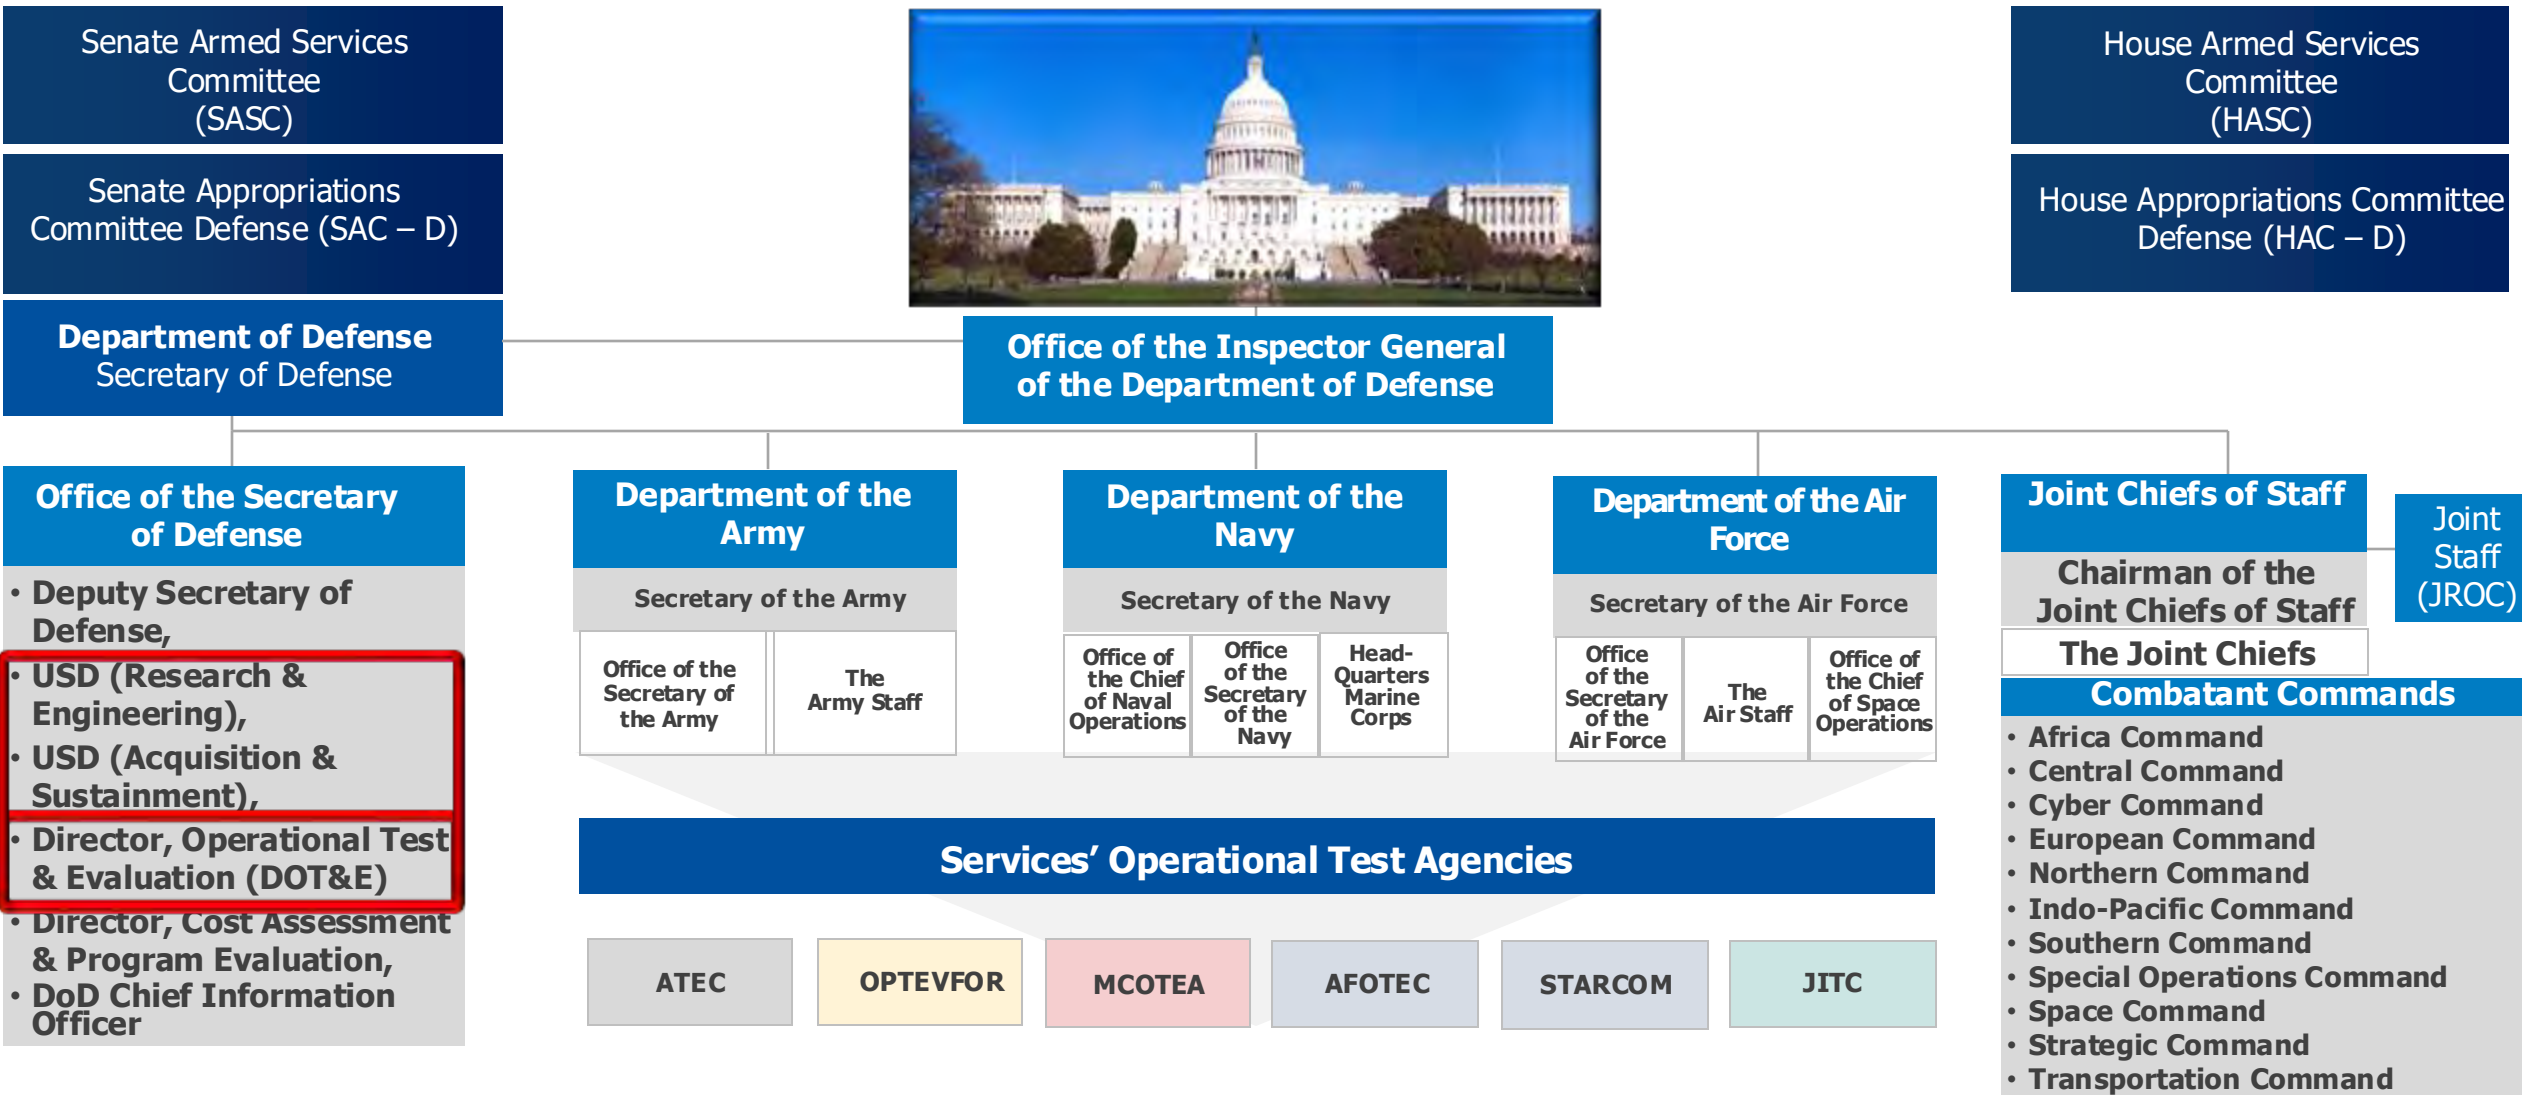 Senate Armed Services
Committee
(SASC)
Senate Appropriations
Committee Defense (SAC – D)
House Armed Services
Committee
(HASC)
House Appropriations Committee
Defense (HAC – D)
Department of Defense
Secretary of Defense
Office of the Inspector General
of the Department of Defense
Office of the Secretary
of Defense
• Deputy Secretary of
Defense,
• USD (Research &
Engineering),
• USD (Acquisition &
Sustainment),
• Director, Operational Test
& Evaluation (DOT&E)
• Director, Cost Assessment
& Program Evaluation,
• DoD Chief Information
Officer
Department of the
Army
Secretary of the Army
Office of the
Secretary of
the Army
The
Army Staff
Department of the
Navy
Secretary of the Navy
Office of
the Chief
of Naval
Operations
Office
of the
Secretary
of the
Navy
Head-
Quarters
Marine
Corps
Department of the Air
Force
Secretary of the Air Force
Office
of the
Secretary
of the
Air Force
The
Air Staff
Office of
the Chief
of Space
Operations
Joint Chiefs of Staff
Chairman of the
Joint Chiefs of Staff
The Joint Chiefs
Joint
Staff
(JROC)
Combatant Commands
• Africa Command
• Central Command
• Cyber Command
• European Command
• Northern Command
• Indo-Pacific Command
• Southern Command
• Special Operations Command
• Space Command
• Strategic Command
• Transportation Command
Services’ Operational Test Agencies
ATEC
OPTEVFOR
MCOTEA
AFOTEC
STARCOM
JITC